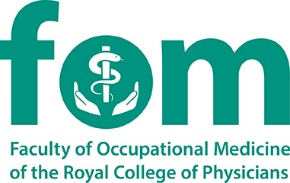 fom
Faculty of Occupational Medicine
of the Royal College of Physicians